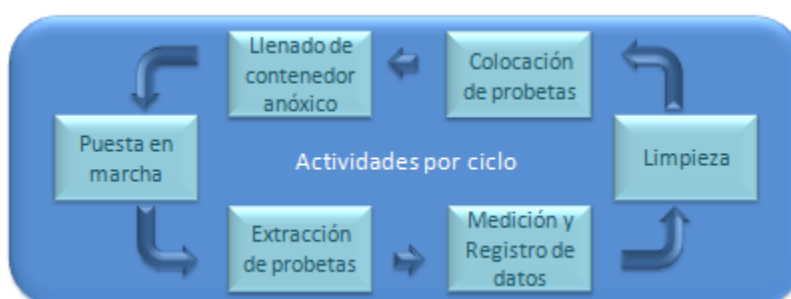 Llenado de
contenedor
anóxico
Colocación
de probetas
Puesta en
marcha
Actividades por ciclo
Limpieza
Extracción
de probetas
Medición y
Registro de
datos